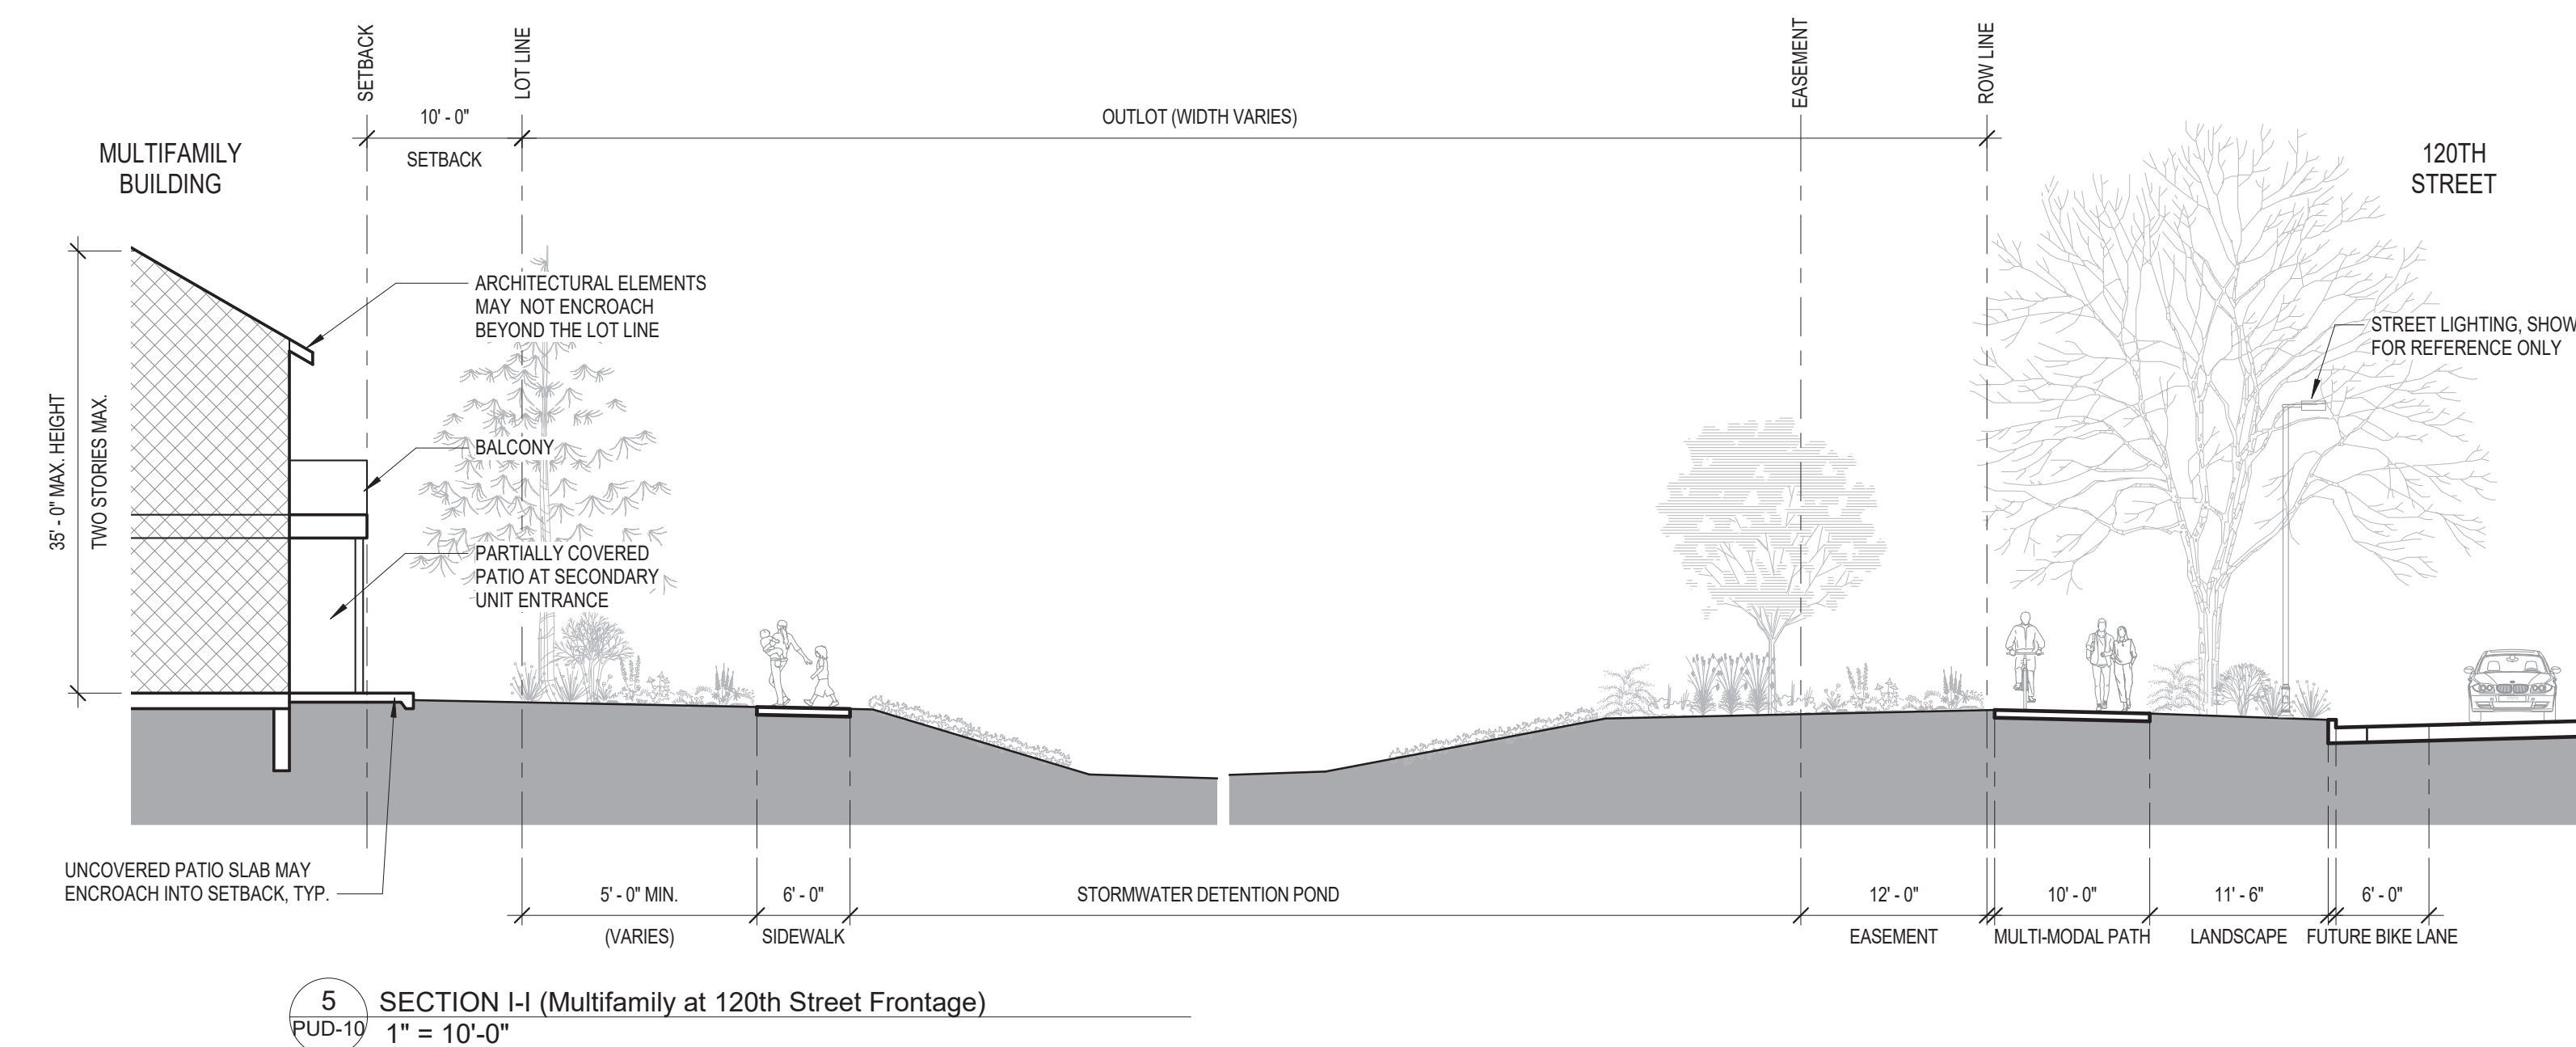 SETBACK
LOT LINE
EASEMENT
ROW LINE
10' - 0"
SETBACK
OUTLOT (WIDTH VARIES)
MULTIFAMILY
BUILDING
120TH
STREET
ARCHITECTURAL ELEMENTS
MAY NOT ENCROACH
BEYOND THE LOT LINE
STREET LIGHTING, SHOW
FOR REFERENCE ONLY
35' - 0" MAX. HEIGHT
TWO STORIES MAX.
BALCONY
PARTIALLY COVERED
PATIO AT SECONDARY
UNIT ENTRANCE
UNCOVERED PATIO SLAB MAY
ENCROACH INTO SETBACK, TYP.
5' - 0" MIN.
(VARIES)
6' - 0"
SIDEWALK
STORMWATER DETENTION POND
12' - 0"
EASEMENT
10' - 0"
MULTI-MODAL PATH
11' - 6"
LANDSCAPE
6' - 0"
FUTURE BIKE LANE
5
PUD-10
SECTION I-I (Multifamily at 120th Street Frontage)
1" = 10'-0"